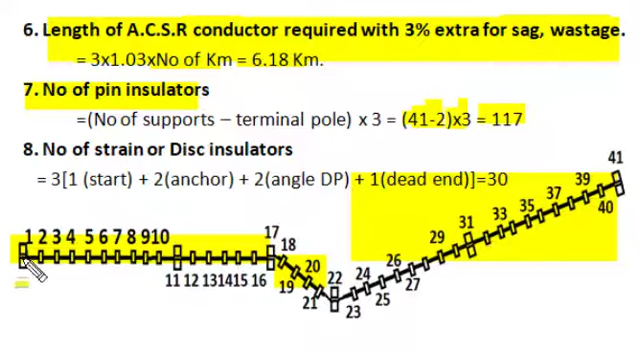 6. Length of A.C.S.R conductor required with 3% extra for sag, wastage.
= 3x1.03xNo of Km = 6.18 Km.
7. No of pin insulators
=(No of supports – terminal pole) x 3 = (41-2)x3 = 117
8. No of strain or Disc insulators
= 3[1 (start) + 2(anchor) + 2(angle DP) + 1(dead end)]=30
41
39
37
35
33
31
29
26
24
22
20
18
17
1 2 3 4 5 6 7 8 9 10
11 12 13 14 15 16
19
21
23
25
27
40